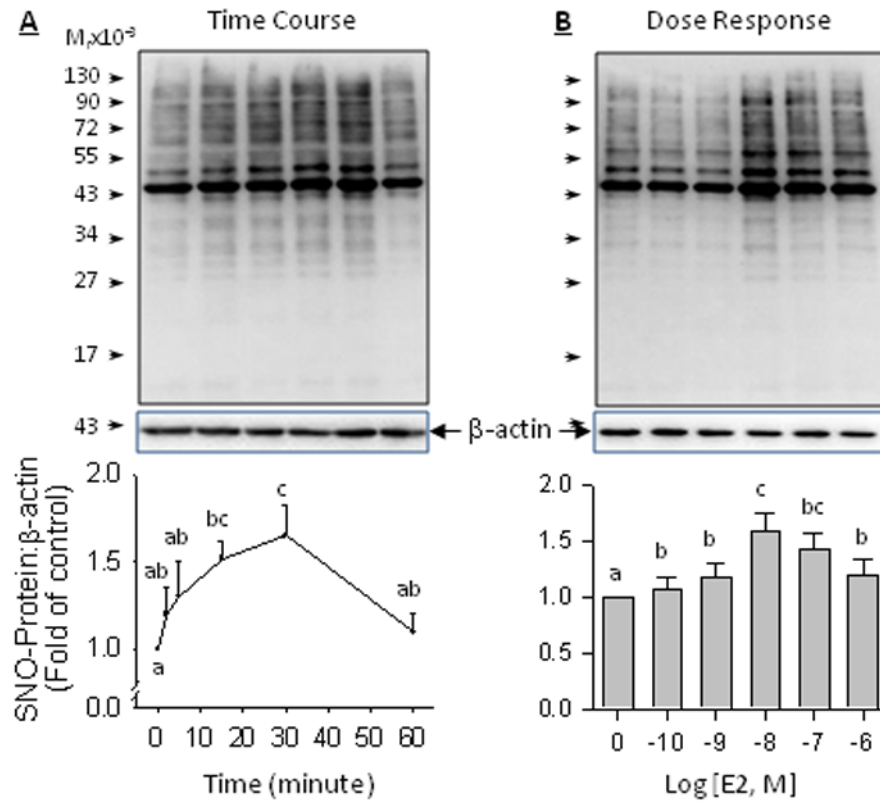 A Time Course
Mrx10-3
130
90
72
55
43
34
27
17
43
B Dose Response
β-actin
SNO-Protein:β-actin
(Fold of control)
2.0
1.5
1.0
0.0
a
ab
ab
bc
c
ab
0 10 20 30 40 50 60
Time (minute)
2.0
1.5
1.0
0.5
0.0
a
b
b
c
bc
b
0 -10 -9 -8 -7 -6
Log [E2, M]